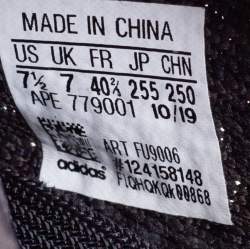 MADE IN CHINA
US UK FR JP CHN
7½ 7 40⅔ 255 250
APE 779001 10/19
ART FU9006
#124158148
adidas
F1QHQKQk00868